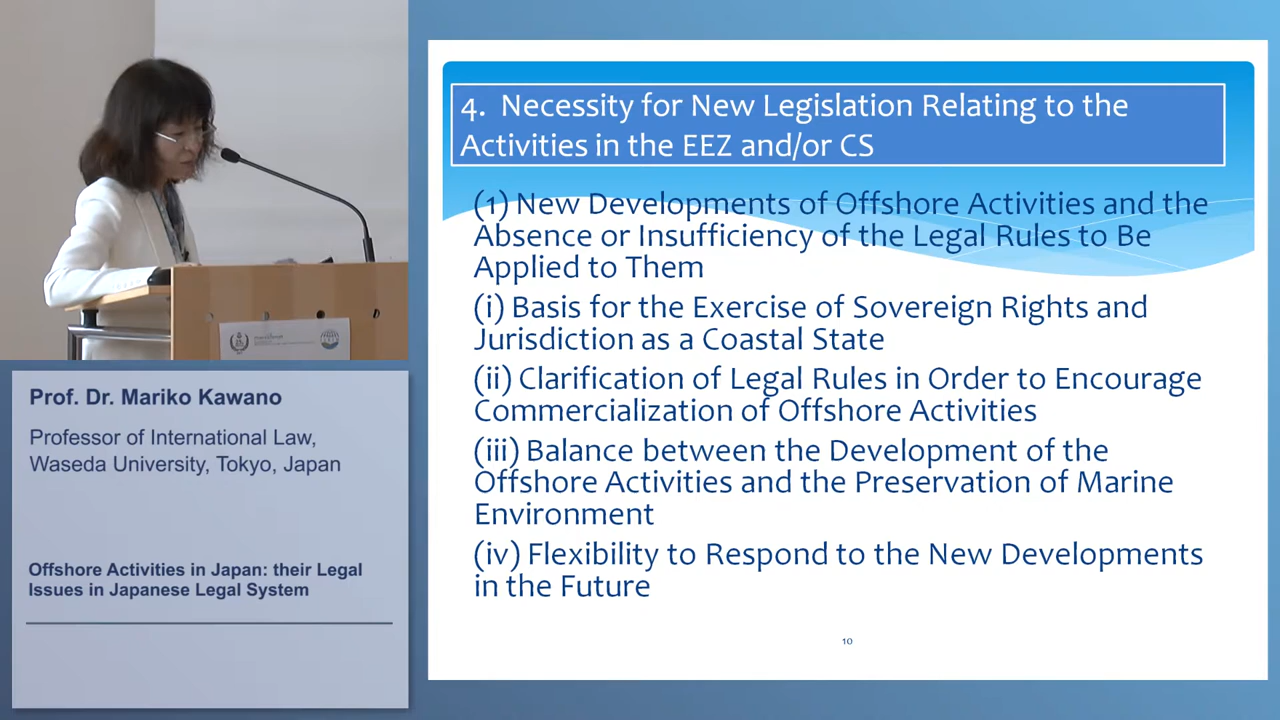 4. Necessity for New Legislation Relating to the
Activities in the EEZ and/or CS
(1) New Developments of Offshore Activities and the
Absence or Insufficiency of the Legal Rules to Be
Applied to Them
(i) Basis for the Exercise of Sovereign Rights and
Jurisdiction as a Coastal State
(ii) Clarification of Legal Rules in Order to Encourage
Commercialization of Offshore Activities
(iii) Balance between the Development of the
Offshore Activities and the Preservation of Marine
Environment
(iv) Flexibility to Respond to the New Developments
in the Future
10
Prof. Dr. Mariko Kawano
Professor of International Law,
Waseda University, Tokyo, Japan
Offshore Activities in Japan: their Legal
Issues in Japanese Legal System